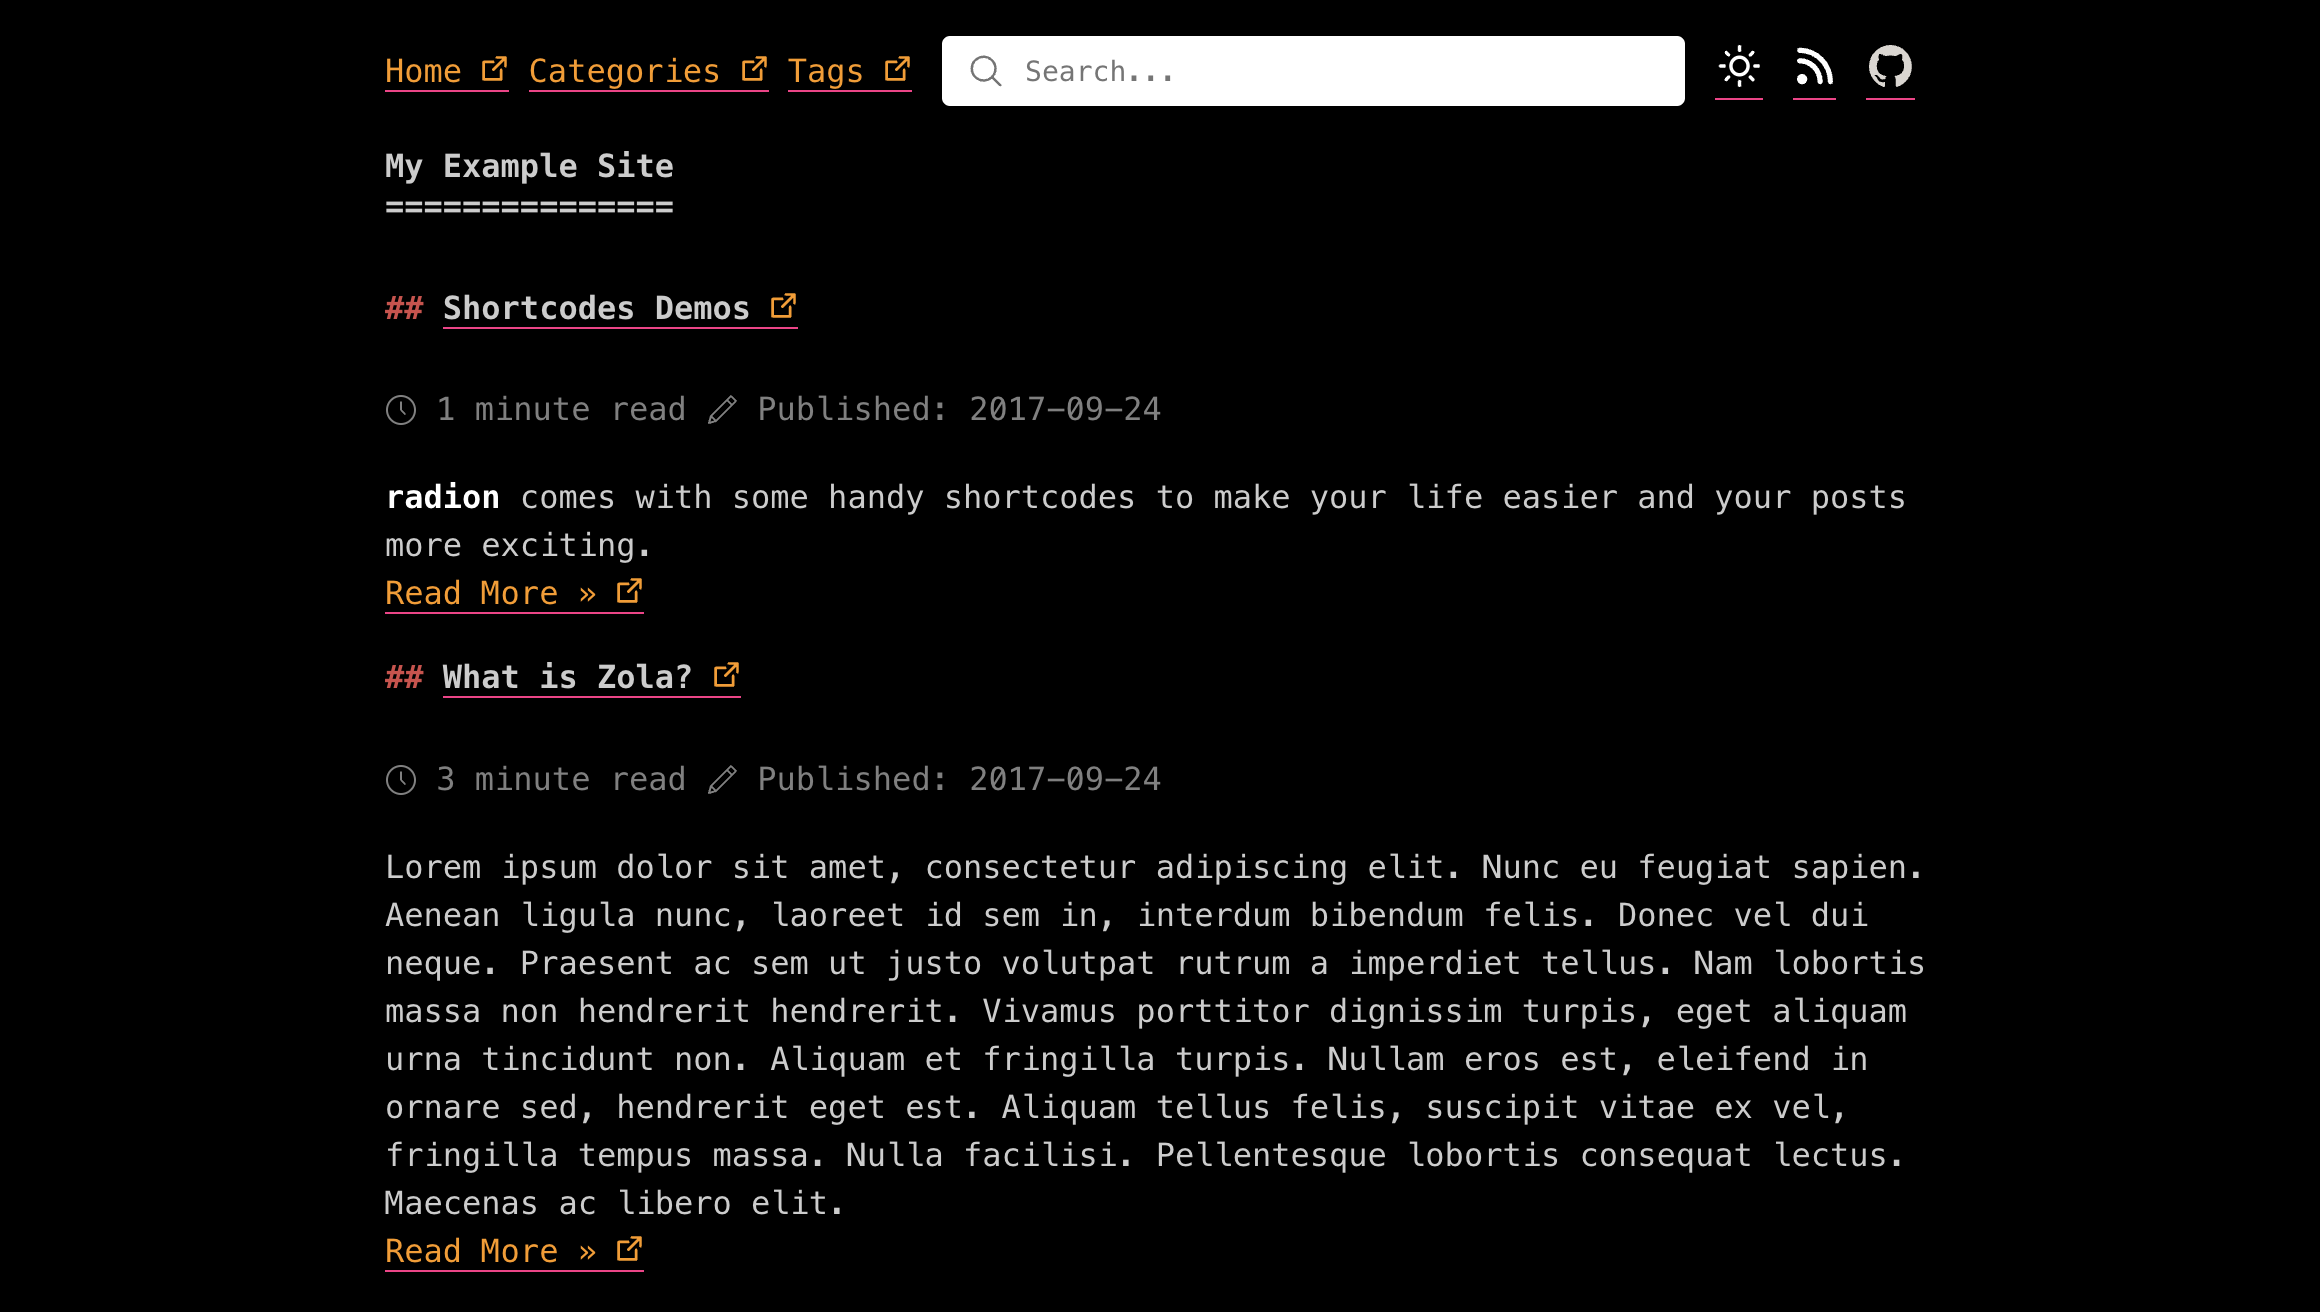 Home Categories Tags Search...
My Example Site
===============
## Shortcodes Demos
1 minute read Published: 2017-09-24
radion comes with some handy shortcodes to make your life easier and your posts
more exciting.
Read More »
## What is Zola?
3 minute read Published: 2017-09-24
Lorem ipsum dolor sit amet, consectetur adipiscing elit. Nunc eu feugiat sapien.
Aenean ligula nunc, laoreet id sem in, interdum bibendum felis. Donec vel dui
neque. Praesent ac sem ut justo volutpat rutrum a imperdiet tellus. Nam lobortis
massa non hendrerit hendrerit. Vivamus porttitor dignissim turpis, eget aliquam
urna tincidunt non. Aliquam et fringilla turpis. Nullam eros est, eleifend in
ornare sed, hendrerit eget est. Aliquam tellus felis, suscipit vitae ex vel,
fringilla tempus massa. Nulla facilisi. Pellentesque lobortis consequat lectus.
Maecenas ac libero elit.
Read More »